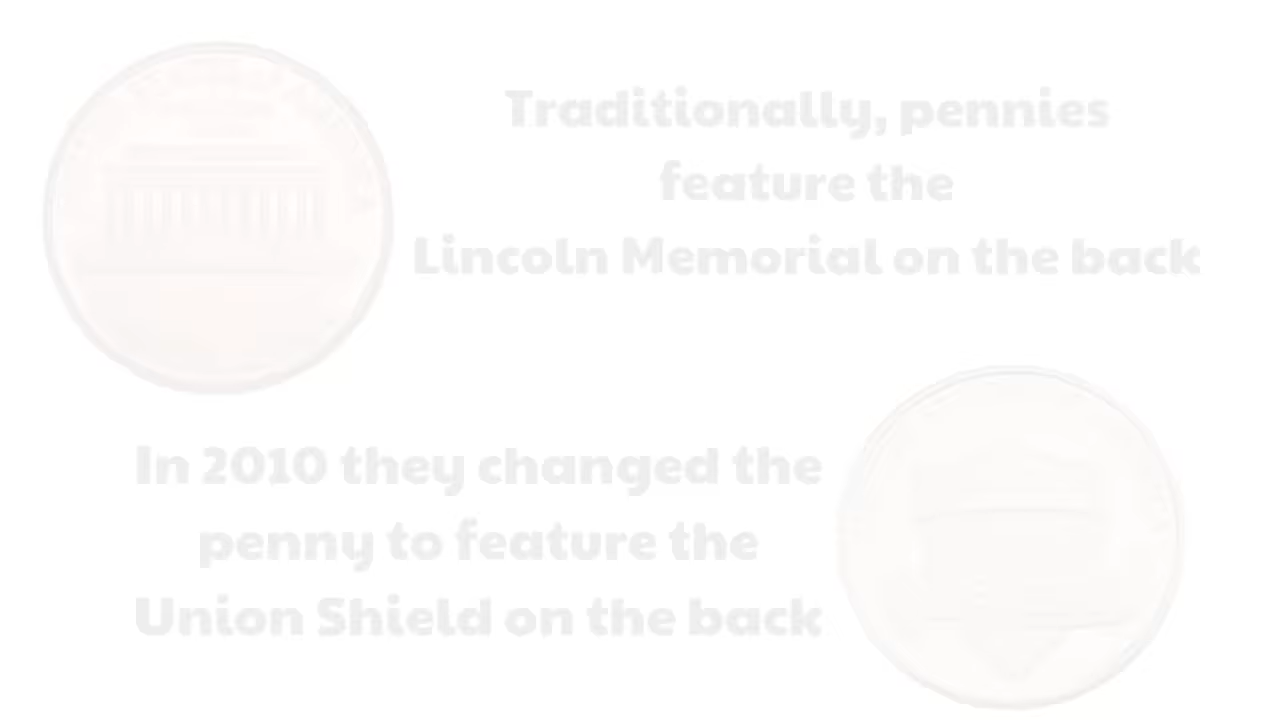 Traditionally, pennies
feature the
Lincoln Memorial on the back
In 2010 they changed the
penny to feature the
Union Shield on the back